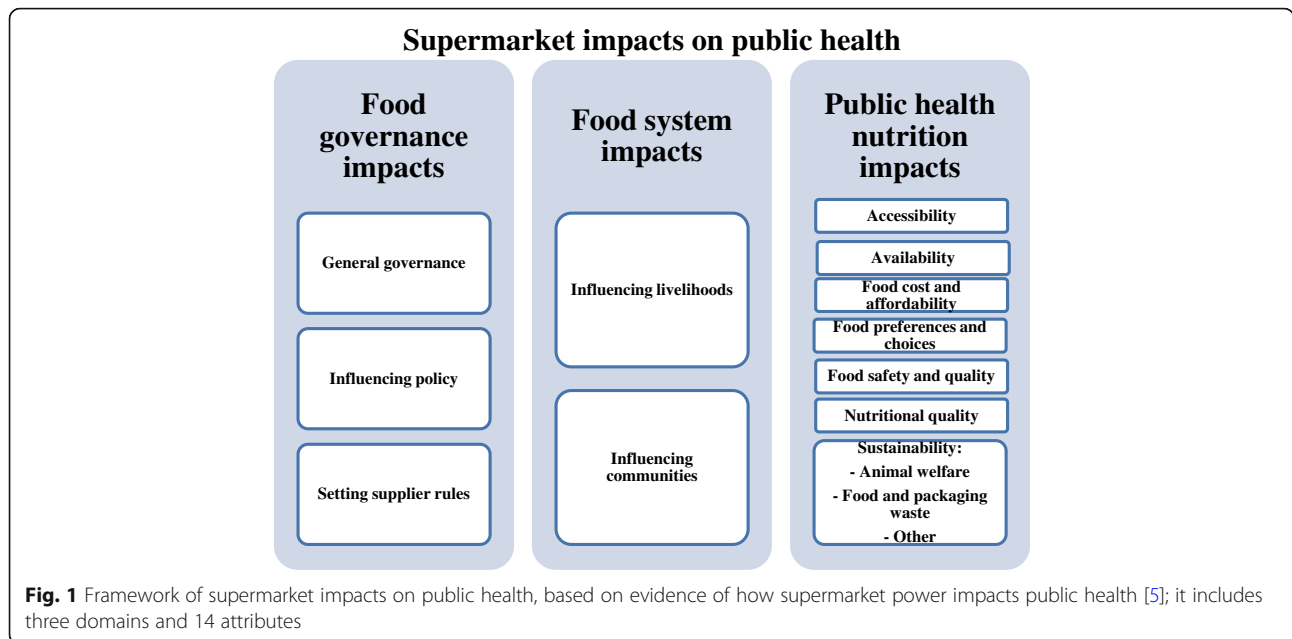 Supermarket impacts on public health
Food
governance
impacts
General governance
Influencing policy
Setting supplier rules
Food system
impacts
Influencing livelihoods
Influencing
communities
Public health
nutrition
impacts
Accessibility
Availability
Food cost and
affordability
Food preferences and
choices
Food safety and quality
Nutritional quality
Sustainability:
- Animal welfare
- Food and packaging
waste
- Other
Fig. 1 Framework of supermarket impacts on public health, based on evidence of how supermarket power impacts public health [5]; it includes
three domains and 14 attributes